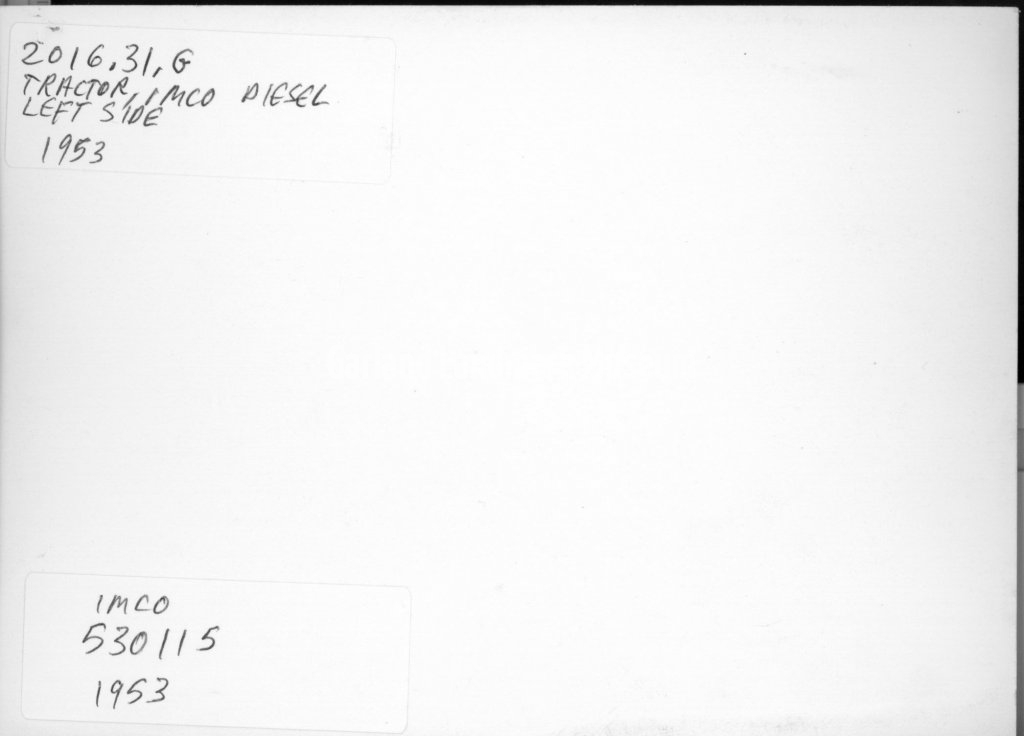 2016.31.G
TRACTOR, IMCO DIESEL
LEFT SIDE
1953
IMCO
530115
1953